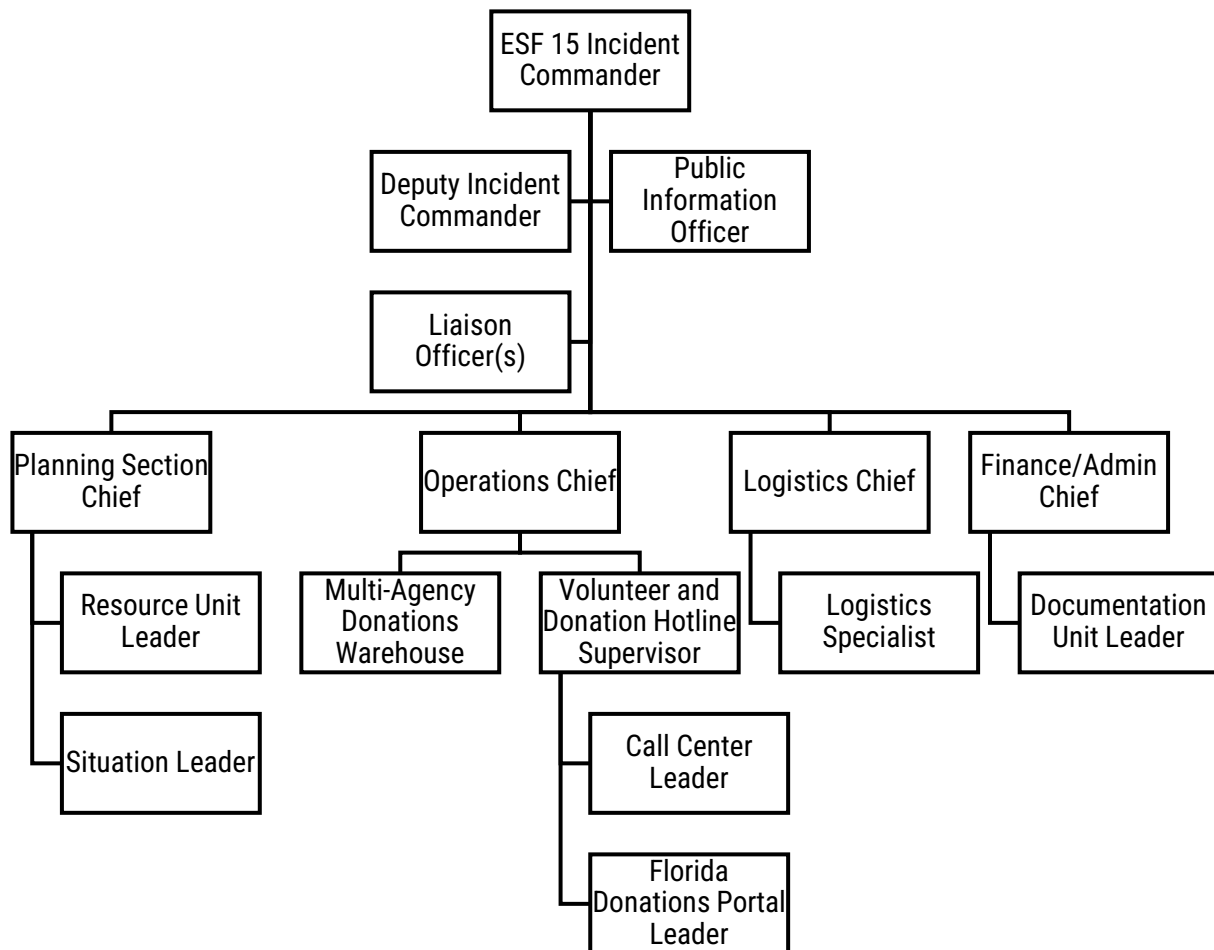 ESF 15 Incident
Commander
Deputy Incident
Commander
Public
Information
Officer
Liaison
Officer(s)
Planning Section
Chief
Operations Chief
Logistics Chief
Finance/Admin
Chief
Resource Unit
Leader
Multi-Agency
Donations
Warehouse
Volunteer and
Donation Hotline
Supervisor
Logistics
Specialist
Documentation
Unit Leader
Situation Leader
Call Center
Leader
Florida
Donations Portal
Leader